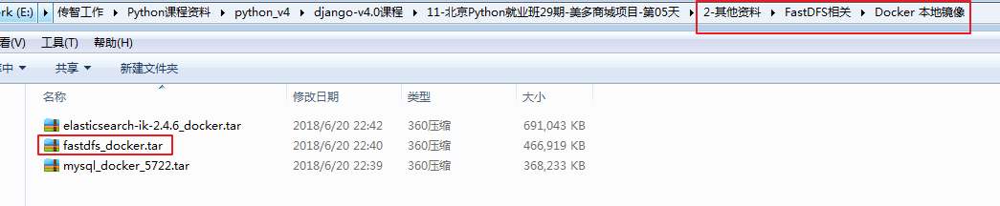 rk (E:) ▸ 传智工作 ▸ Python课程资料 ▸ python_v4 ▸ django-v4.0课程 ▸ 11-北京Python就业班29期-美多商城项目-第05天 ▸ 2-其他资料 ▸ FastDFS相关 ▸ Docker 本地镜像
看(V) 工具(T) 帮助(H)
库中 ▼ 共享 ▼ 新建文件夹
名称 修改日期 类型 大小
elasticsearch-ik-2.4.6_docker.tar 2018/6/20 22:42 360压缩 691,043 KB
fastdfs_docker.tar 2018/6/20 22:40 360压缩 466,919 KB
mysql_docker_5722.tar 2018/6/20 22:39 360压缩 368,233 KB